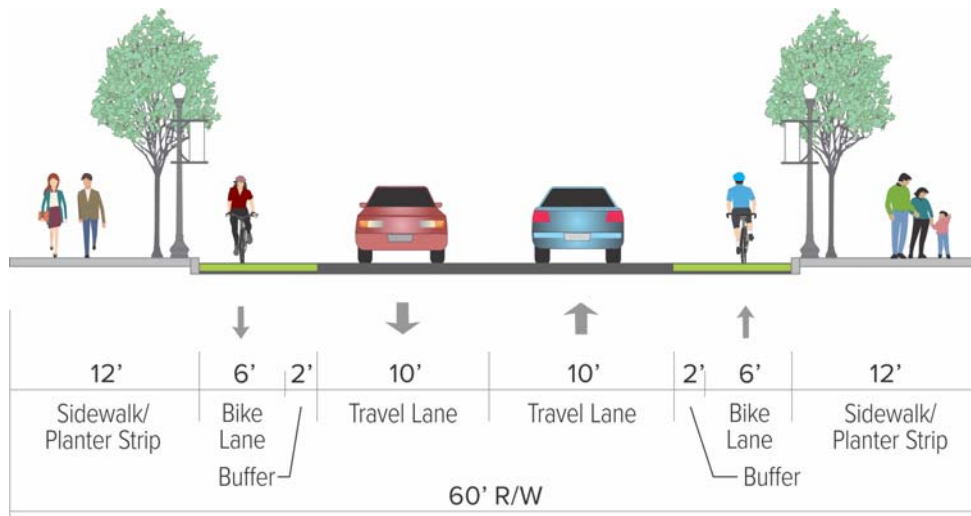 12’ 6’ 2’ 10’ 10’ 2’ 6’ 12’
Sidewalk/
Planter Strip
Bike
Lane
Buffer
Travel Lane
Travel Lane
Buffer
Bike
Lane
Sidewalk/
Planter Strip
60’ R/W